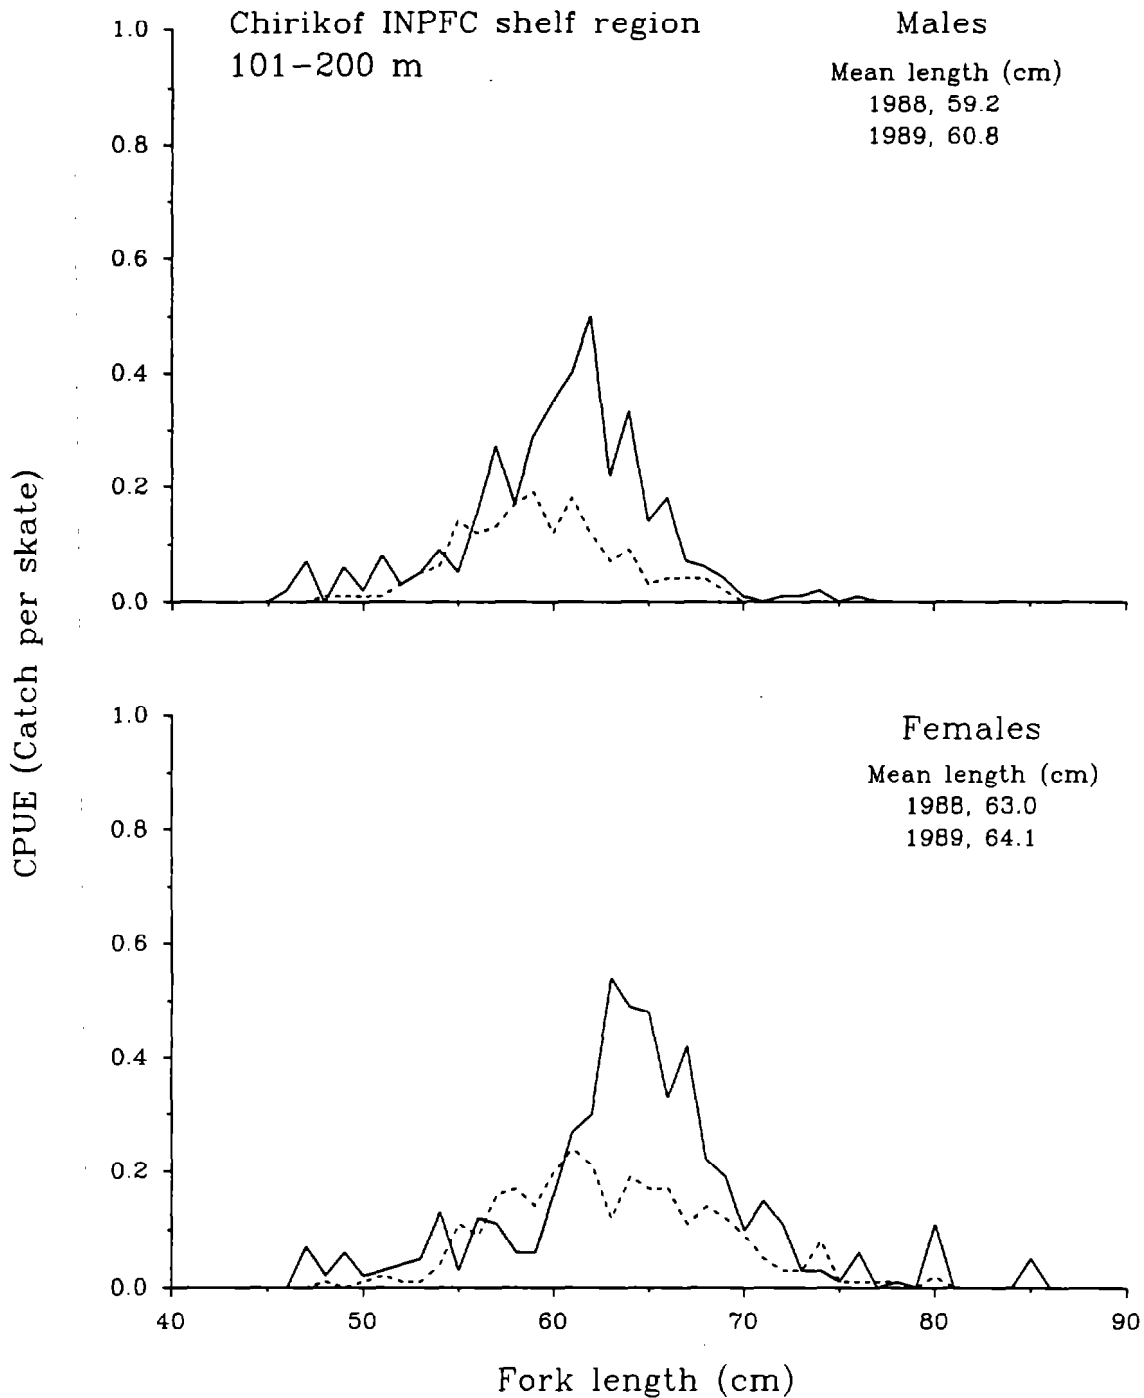 Chirikof INPFC shelf region
101-200 m
Males
Mean length (cm)
1988, 59.2
1989, 60.8
1.0
0.8
0.6
0.4
0.2
0.0
CPUE (Catch per skate)
Females
Mean length (cm)
1988, 63.0
1989, 64.1
1.0
0.8
0.6
0.4
0.2
0.0
40 50 60 70 80 90
Fork length (cm)